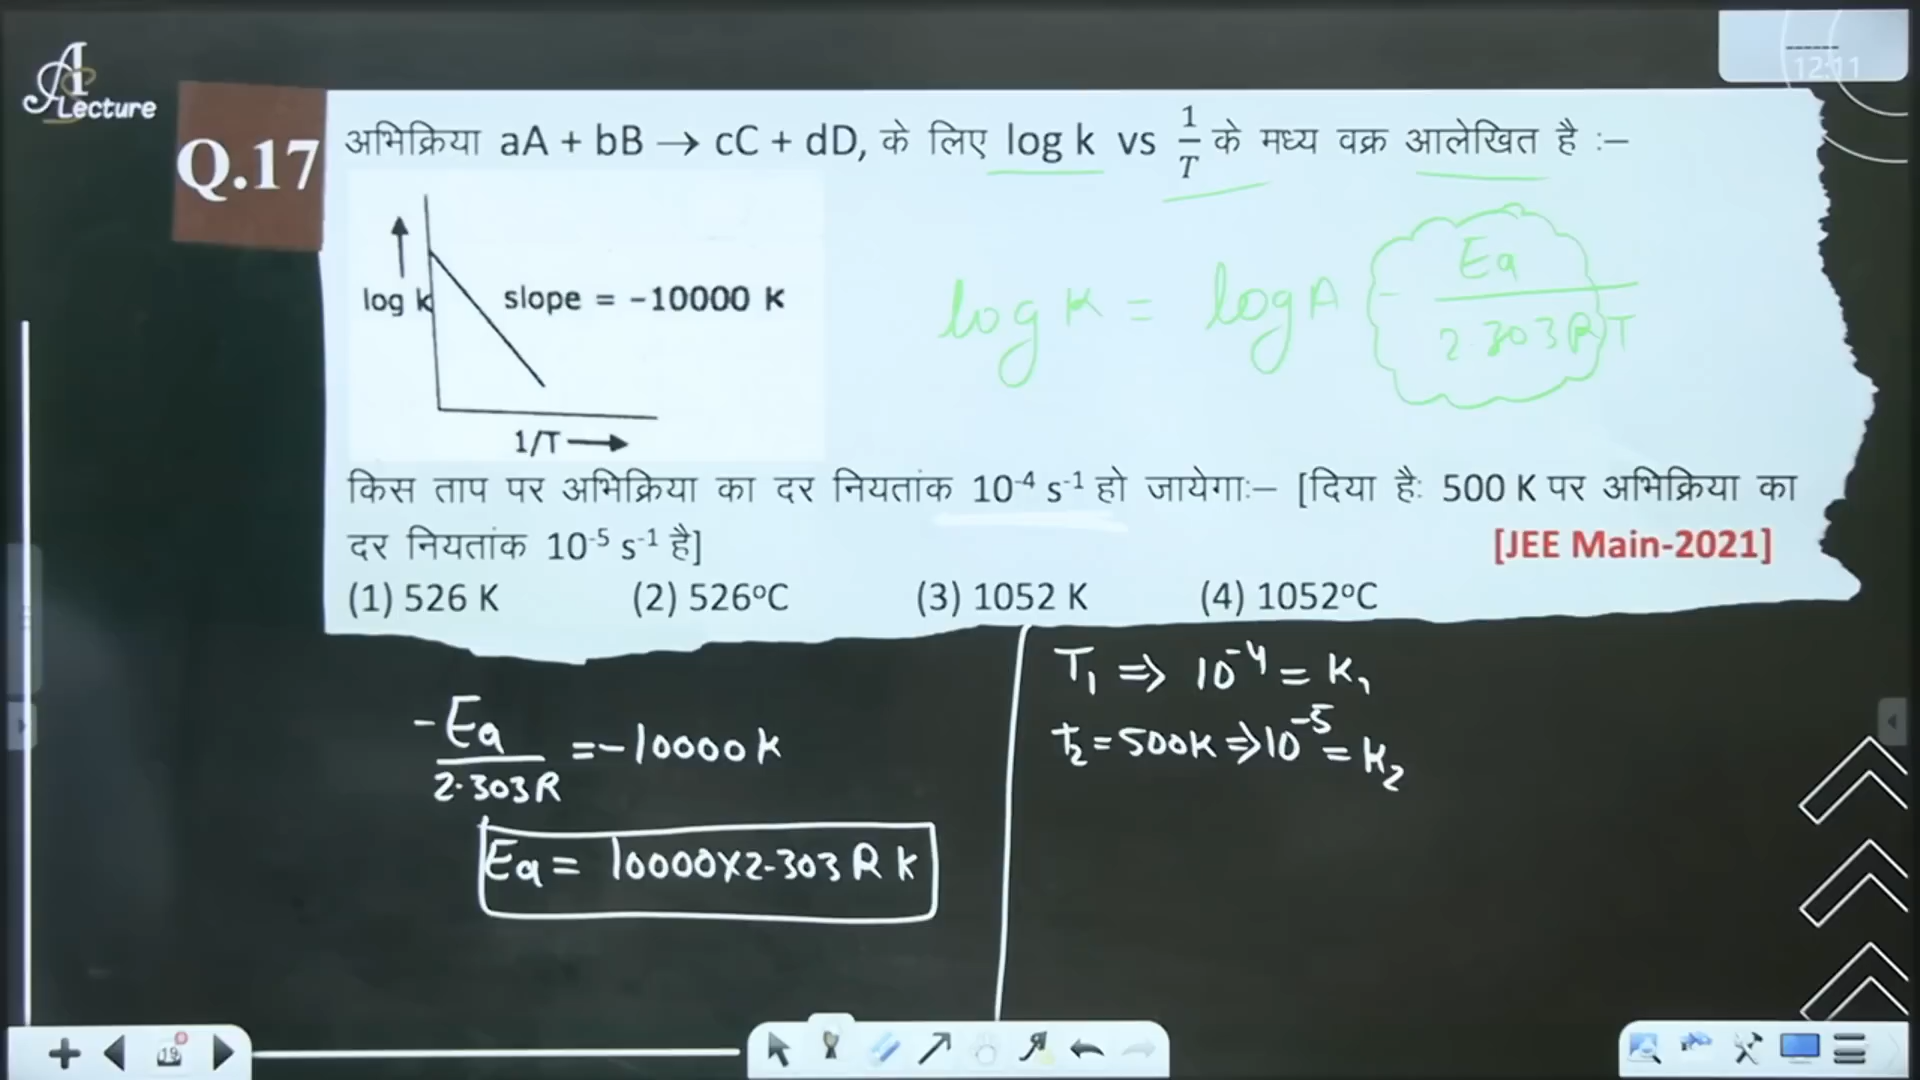 A Lecture
12:11
Q.17
अभिक्रिया aA + bB → cC + dD, के लिए log k vs 1/T के मध्य वक्र आलेखित है :–
log k
slope = -10000 K
1/T
log K = log A - Ea / 2.303RT
किस ताप पर अभिक्रिया का दर नियतांक 10⁻⁴ s⁻¹ हो जायेगाः– [दिया हैः 500 K पर अभिक्रिया का
दर नियतांक 10⁻⁵ s⁻¹ है]
[JEE Main-2021]
(1) 526 K (2) 526°C (3) 1052 K (4) 1052°C
-Ea / 2.303R = -10000 K
Ea = 10000×2.303 R K
T₁ ⇒ 10⁻⁴ = K₁
t₂ = 500K ⇒ 10⁻⁵ = K₂
19